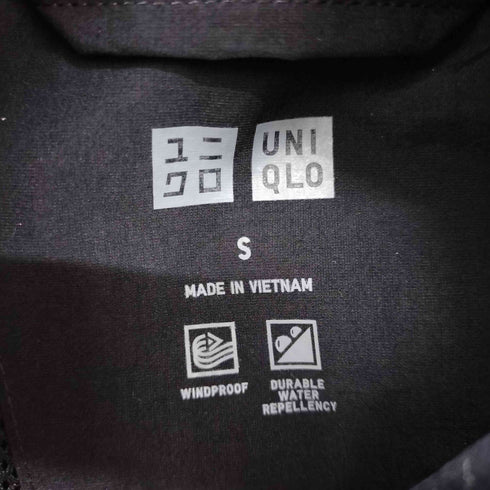 ユニ UNI
クロ QLO
S
MADE IN VIETNAM
WINDPROOF
DURABLE
WATER
REPELLENCY